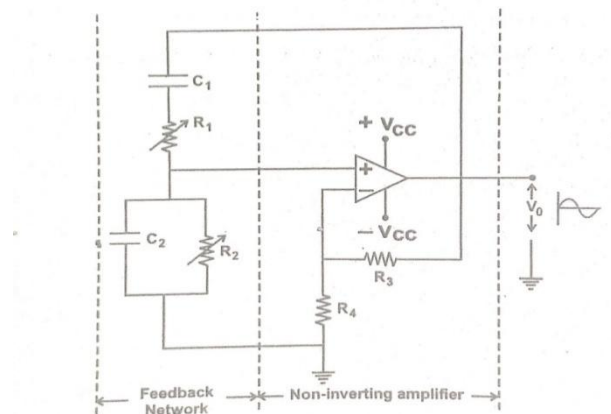 C1
R1
+ VCC
+
−
− VCC
V0
C2
R2
R3
R4
Feedback
Network
Non-inverting amplifier